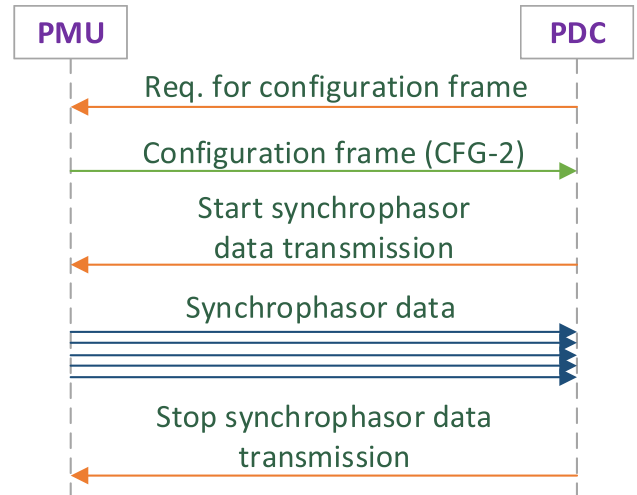 PMU
PDC
Req. for configuration frame
Configuration frame (CFG-2)
Start synchrophasor
data transmission
Synchrophasor data
Stop synchrophasor data
transmission